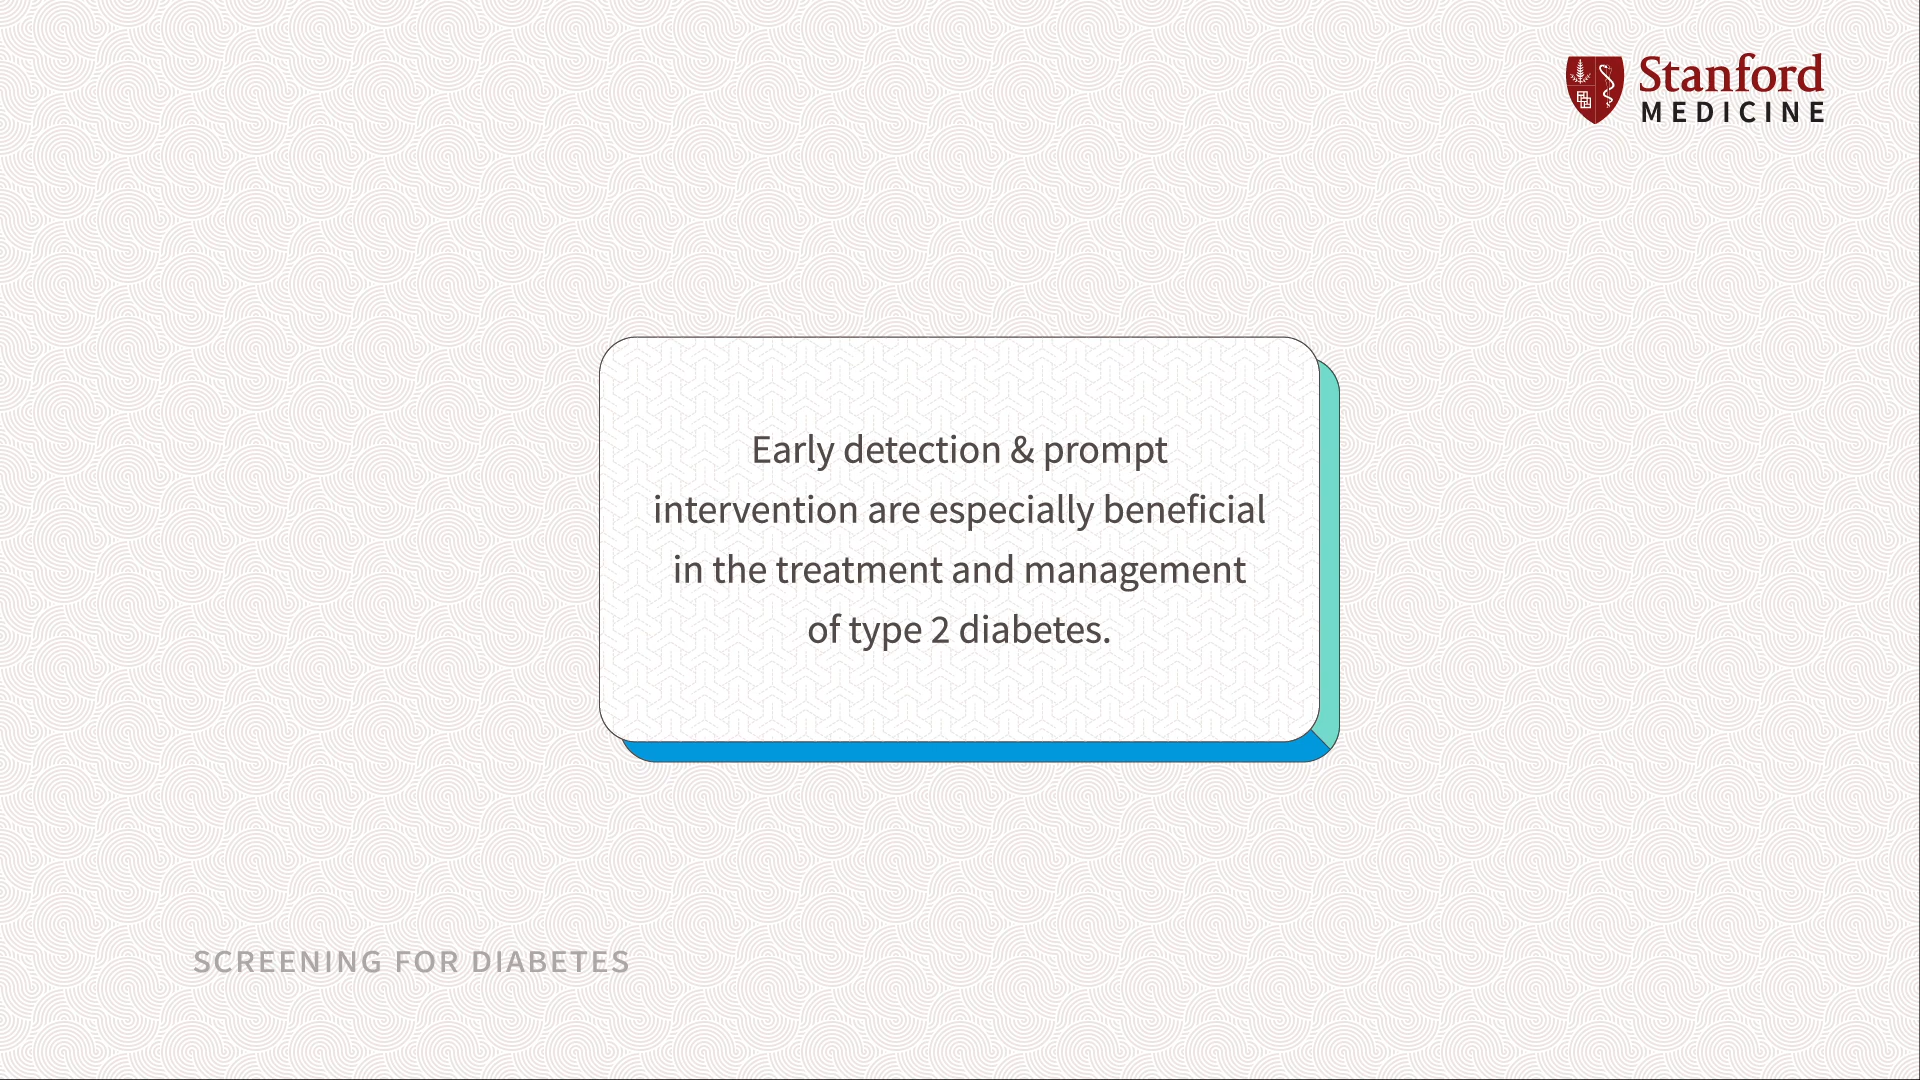 Stanford
MEDICINE
Early detection & prompt
intervention are especially beneficial
in the treatment and management
of type 2 diabetes.
SCREENING FOR DIABETES